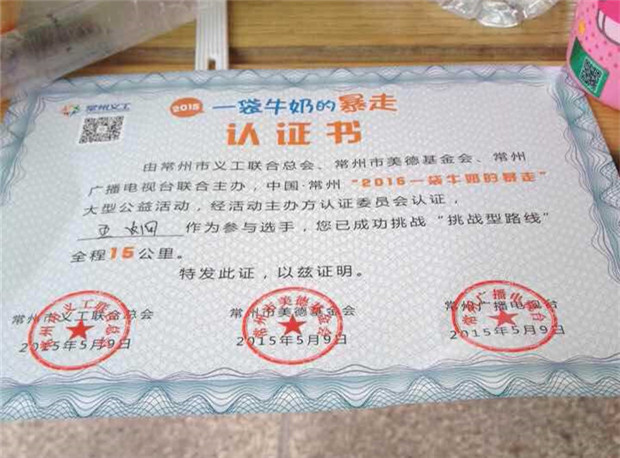 常州义工
2015 一袋牛奶的暴走
认证书
由常州市义工联合总会、常州市美德基金会、常州
广播电视台联合主办，中国·常州“2015一袋牛奶的暴走”
大型公益活动，经活动主办方认证委员会认证，
作为参与选手，您已成功挑战“挑战型路线”
全程15公里。
特发此证，以兹证明。
常州市义工联合总会 常州市美德基金会 常州广播电视台
2015年5月9日 2015年5月9日 2015年5月9日